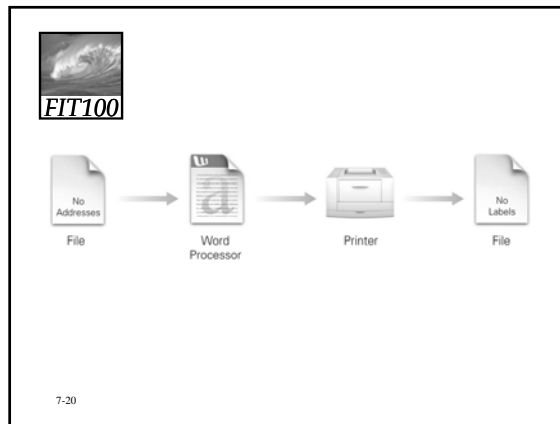 FIT100
No
Addresses
File
W
a
Word
Processor
Printer
No
Labels
File
7-20